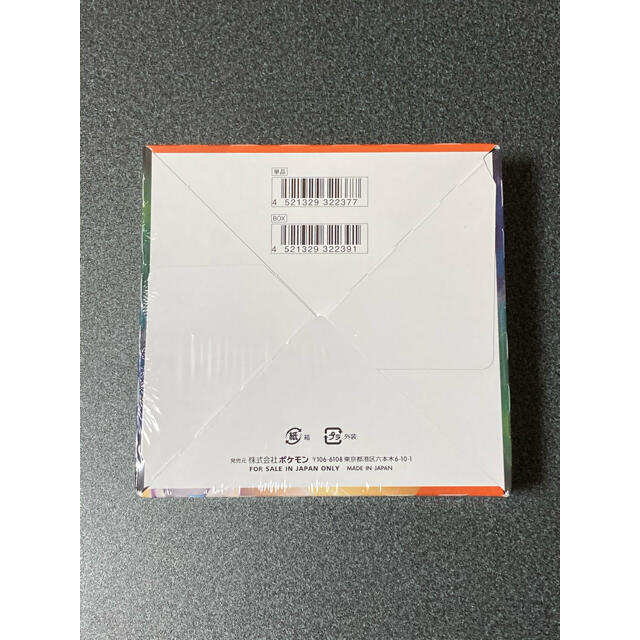 単品
4 521329 322377
BOX
4 521329 322391
紙 箱 プラ 外装
発売元 株式会社ポケモン 〒106-6108 東京都港区六本木6-10-1
FOR SALE IN JAPAN ONLY MADE IN JAPAN